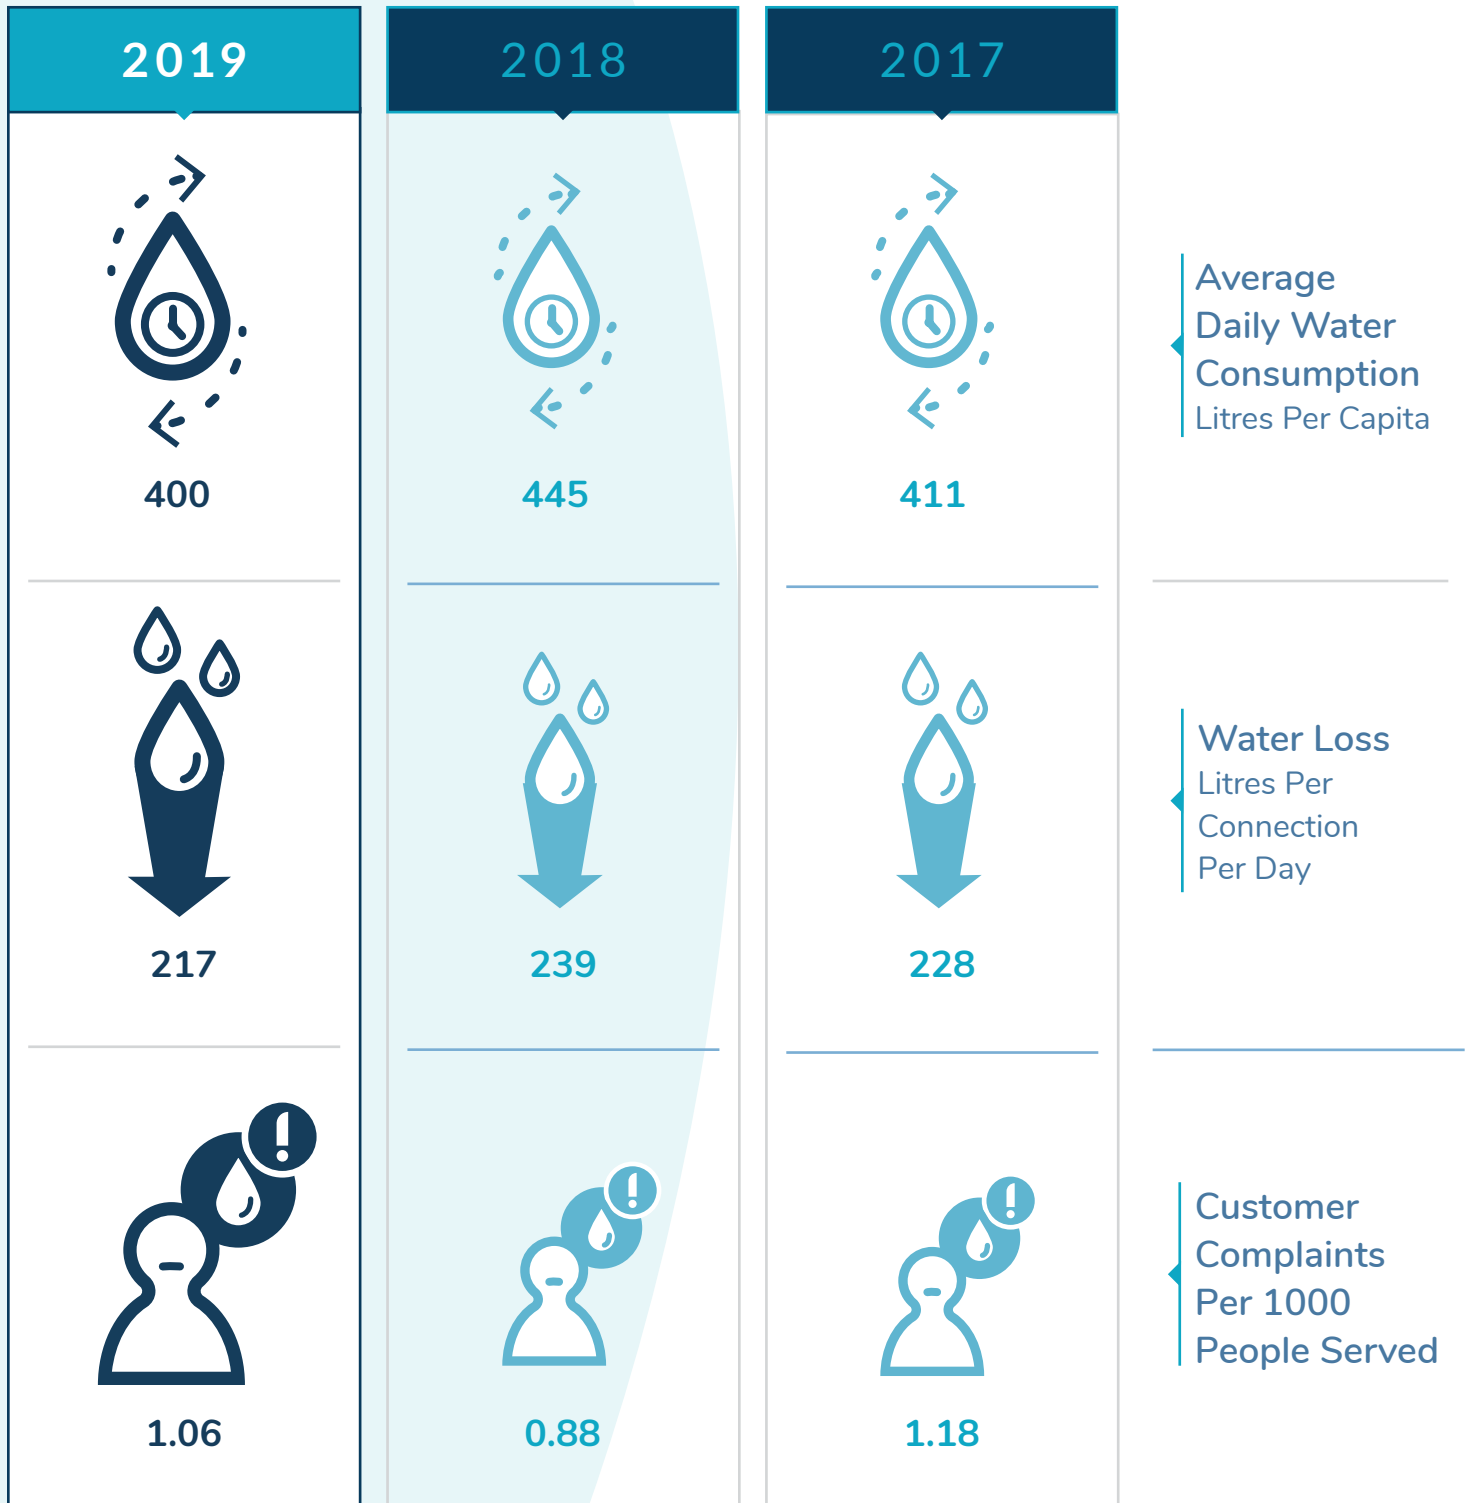 2019
2018
2017
400
445
411
Average
Daily Water
Consumption
Litres Per Capita
217
239
228
Water Loss
Litres Per
Connection
Per Day
1.06
0.88
1.18
Customer
Complaints
Per 1000
People Served